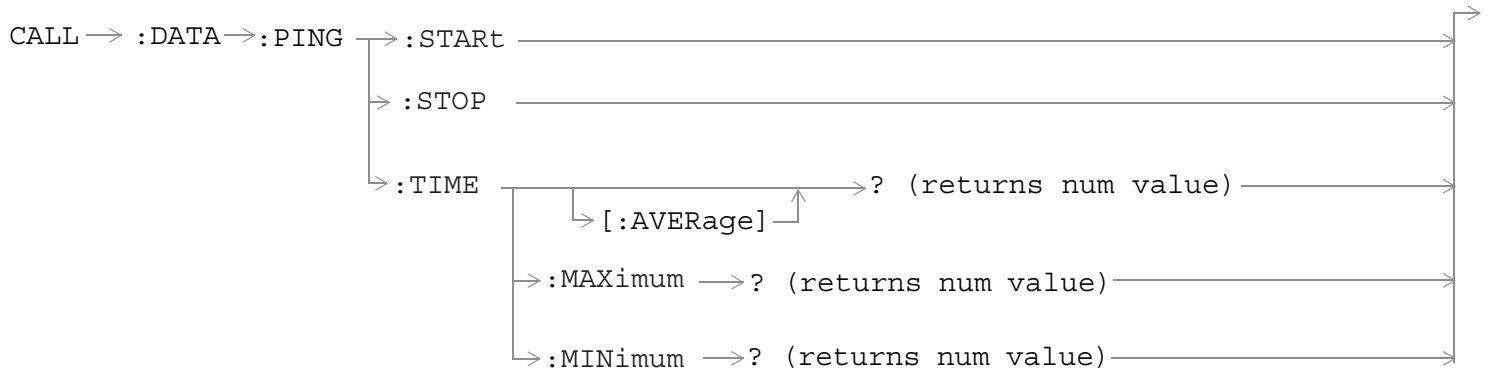 CALL :DATA :PING :STARt
:STOP
:TIME ? (returns num value)
[:AVERage]
:MAXimum ? (returns num value)
:MINimum ? (returns num value)